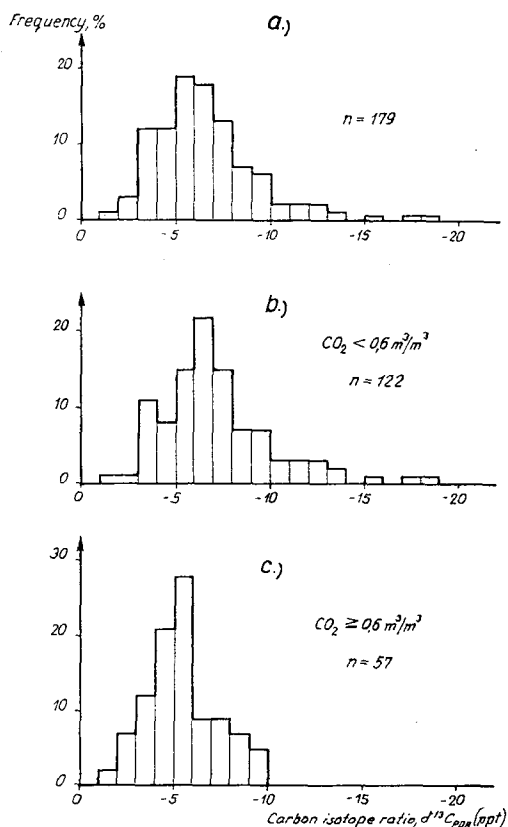 Frequency, %
a.)
20
10
0
n = 179
0 -5 -10 -15 -20
b.)
20
10
0
CO₂ < 0,6 m³/m³
n = 122
0 -5 -10 -15 -20
c.)
30
20
10
0
CO₂ ≧ 0,6 m³/m³
n = 57
0 -5 -10 -15 -20
Carbon isotope ratio, d¹³C_PDB (ppt)